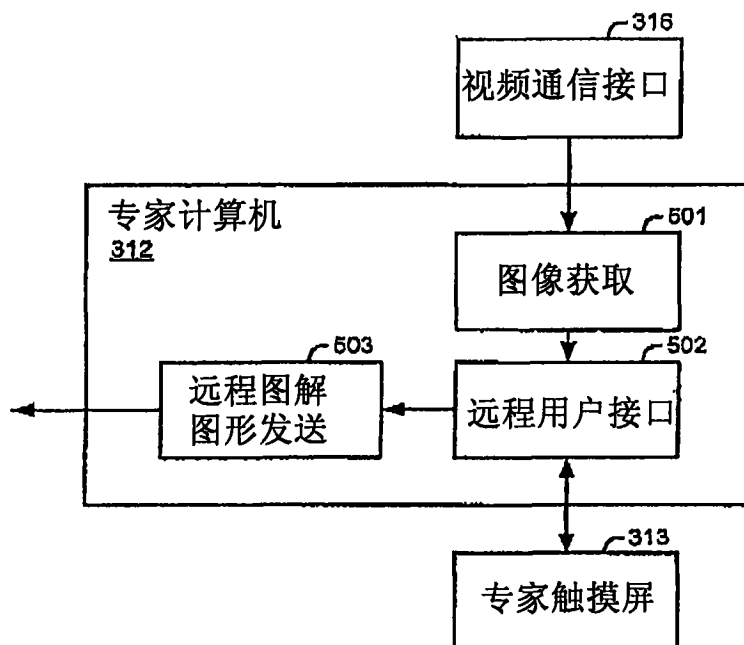 316
视频通信接口
专家计算机
312
501
图像获取
503
远程图解
图形发送
502
远程用户接口
313
专家触摸屏